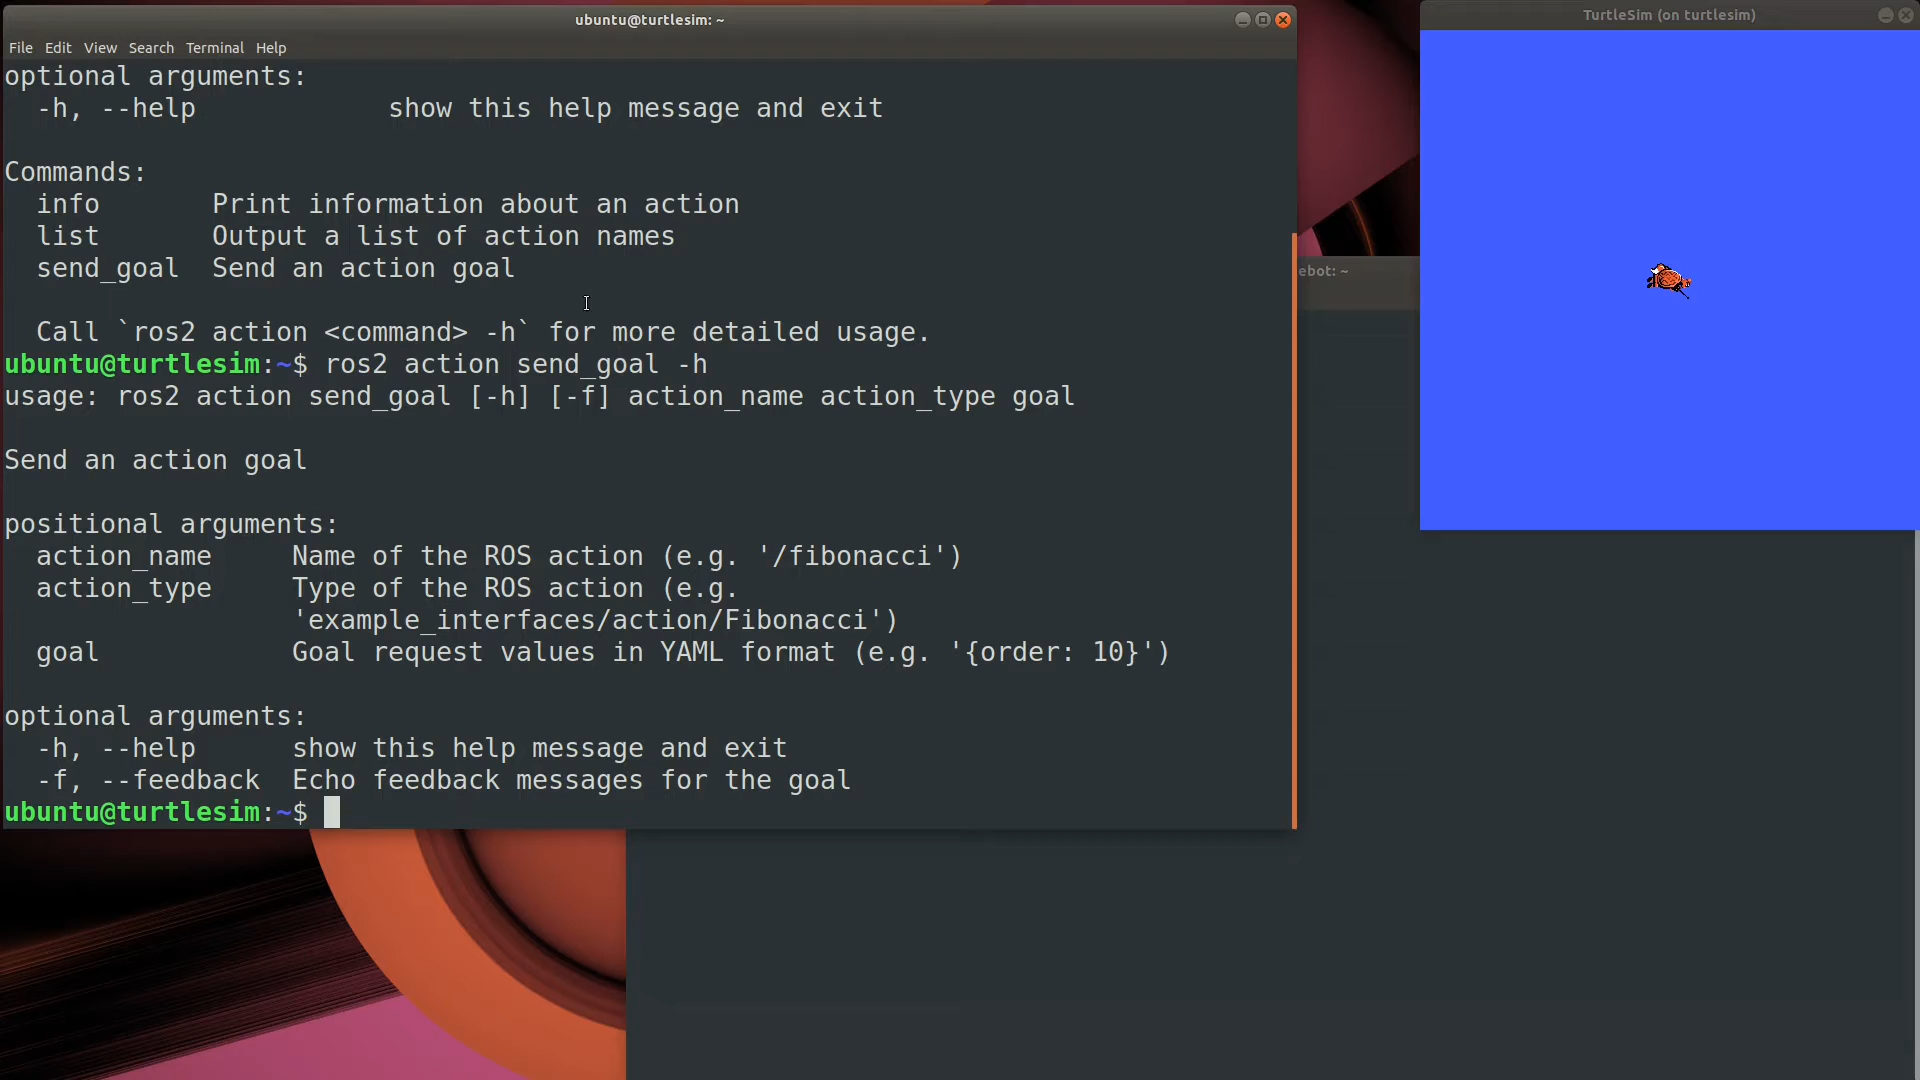 ubuntu@turtlesim: ~
File Edit View Search Terminal Help
optional arguments:
-h, --help            show this help message and exit
Commands:
info       Print information about an action
list       Output a list of action names
send_goal  Send an action goal
Call `ros2 action <command> -h` for more detailed usage.
ubuntu@turtlesim:~$ ros2 action send_goal -h
usage: ros2 action send_goal [-h] [-f] action_name action_type goal
Send an action goal
positional arguments:
action_name     Name of the ROS action (e.g. '/fibonacci')
action_type     Type of the ROS action (e.g.
'example_interfaces/action/Fibonacci')
goal            Goal request values in YAML format (e.g. '{order: 10}')
optional arguments:
-h, --help      show this help message and exit
-f, --feedback  Echo feedback messages for the goal
ubuntu@turtlesim:~$
TurtleSim (on turtlesim)
ebot: ~